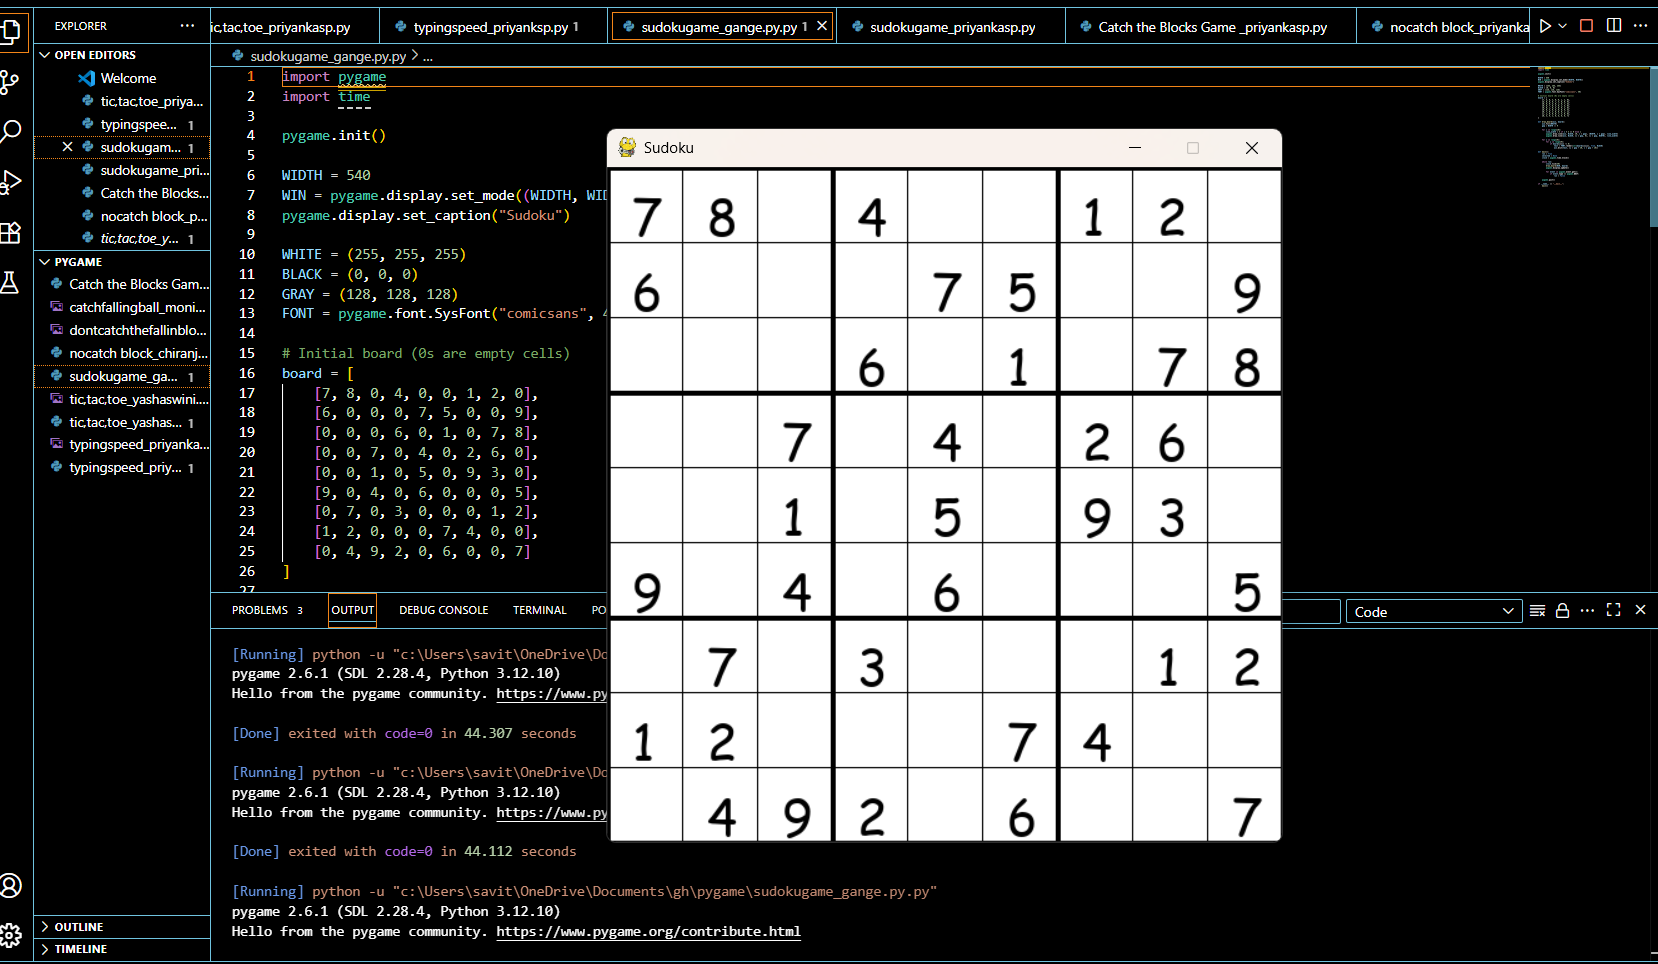 EXPLORER ···
OPEN EDITORS
Welcome
tic,tac,toe_priya...
typingspee... 1
sudokugam... 1
sudokugame_pri...
Catch the Blocks...
nocatch block_p...
tic,tac,toe_y... 1
PYGAME
Catch the Blocks Gam...
catchfallingball_moni...
dontcatchthefallinblo...
nocatch block_chiranj...
sudokugame_ga... 1
tic,tac,toe_yashaswini....
tic,tac,toe_yashas... 1
typingspeed_priyanka...
typingspeed_priy... 1
OUTLINE
TIMELINE
ic,tac,toe_priyankasp.py
typingspeed_priyanksp.py 1
sudokugame_gange.py.py 1
sudokugame_priyankasp.py
Catch the Blocks Game _priyankasp.py
nocatch block_priyanka
sudokugame_gange.py.py > ...
1 import pygame
2 import time
3
4 pygame.init()
5
6 WIDTH = 540
7 WIN = pygame.display.set_mode((WIDTH, WID
8 pygame.display.set_caption("Sudoku")
9
10 WHITE = (255, 255, 255)
11 BLACK = (0, 0, 0)
12 GRAY = (128, 128, 128)
13 FONT = pygame.font.SysFont("comicsans", 4
14
15 # Initial board (0s are empty cells)
16 board = [
17 [7, 8, 0, 4, 0, 0, 1, 2, 0],
18 [6, 0, 0, 0, 7, 5, 0, 0, 9],
19 [0, 0, 0, 6, 0, 1, 0, 7, 8],
20 [0, 0, 7, 0, 4, 0, 2, 6, 0],
21 [0, 0, 1, 0, 5, 0, 9, 3, 0],
22 [9, 0, 4, 0, 6, 0, 0, 0, 5],
23 [0, 7, 0, 3, 0, 0, 0, 1, 2],
24 [1, 2, 0, 0, 0, 7, 4, 0, 0],
25 [0, 4, 9, 2, 0, 6, 0, 0, 7]
26 ]
27
Sudoku
7 8 4 1 2
6 7 5 9
6 1 7 8
7 4 2 6
1 5 9 3
9 4 6 5
7 3 1 2
1 2 7 4
4 9 2 6 7
PROBLEMS 3 OUTPUT DEBUG CONSOLE TERMINAL PO
Code
[Running] python -u "c:\Users\savit\OneDrive\Do
pygame 2.6.1 (SDL 2.28.4, Python 3.12.10)
Hello from the pygame community. https://www.py
[Done] exited with code=0 in 44.307 seconds
[Running] python -u "c:\Users\savit\OneDrive\Do
pygame 2.6.1 (SDL 2.28.4, Python 3.12.10)
Hello from the pygame community. https://www.py
[Done] exited with code=0 in 44.112 seconds
[Running] python -u "c:\Users\savit\OneDrive\Documents\gh\pygame\sudokugame_gange.py.py"
pygame 2.6.1 (SDL 2.28.4, Python 3.12.10)
Hello from the pygame community. https://www.pygame.org/contribute.html